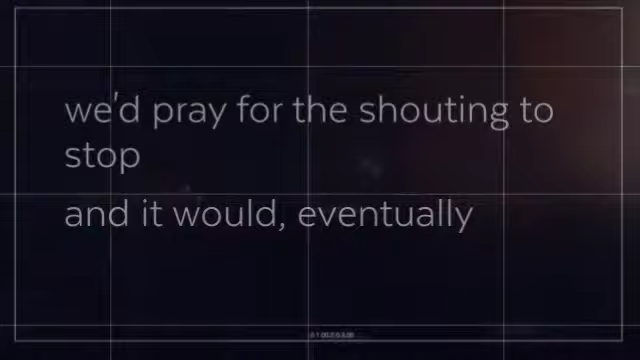 we'd pray for the shouting to
stop
and it would, eventually